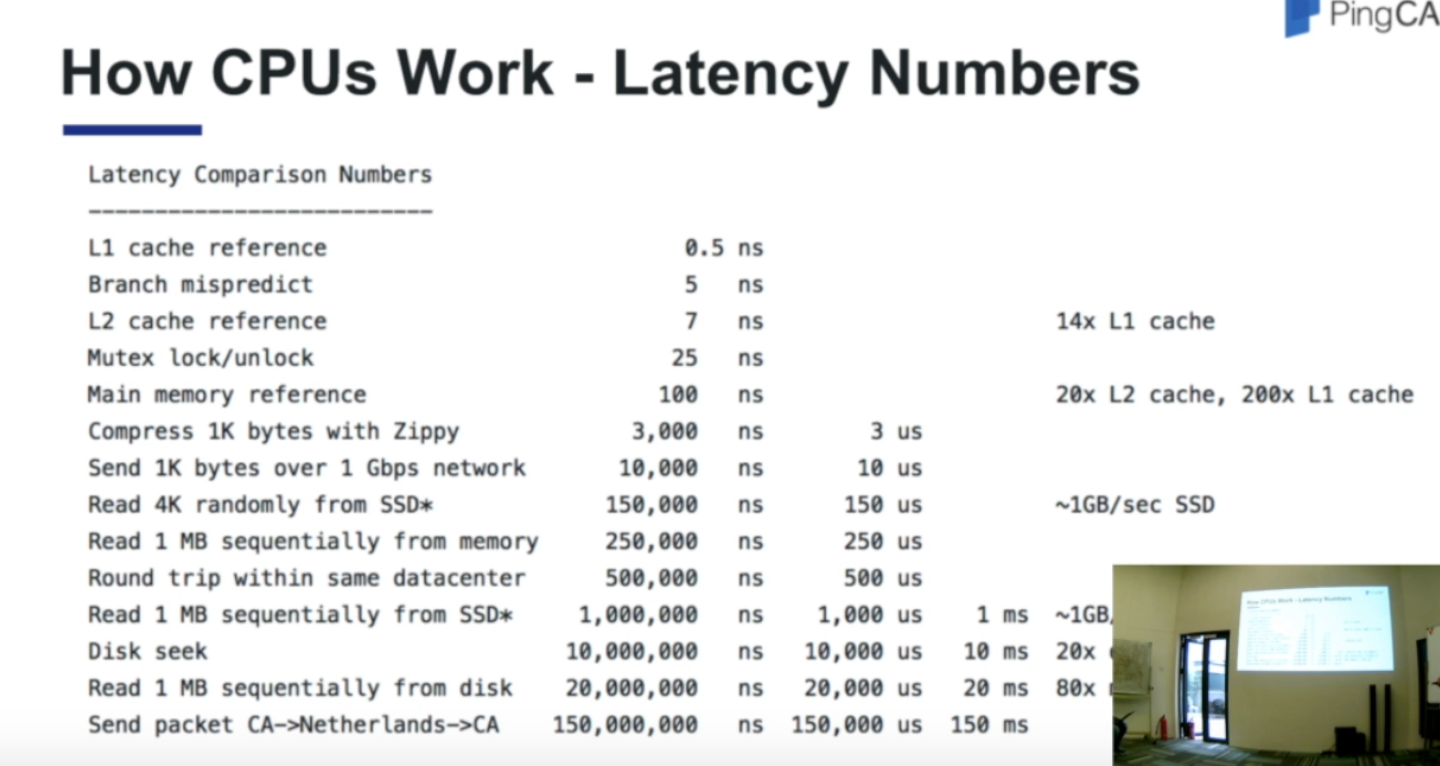 PingCA
How CPUs Work - Latency Numbers
Latency Comparison Numbers
--------------------------
L1 cache reference 0.5 ns
Branch mispredict 5 ns
L2 cache reference 7 ns 14x L1 cache
Mutex lock/unlock 25 ns
Main memory reference 100 ns 20x L2 cache, 200x L1 cache
Compress 1K bytes with Zippy 3,000 ns 3 us
Send 1K bytes over 1 Gbps network 10,000 ns 10 us
Read 4K randomly from SSD* 150,000 ns 150 us ~1GB/sec SSD
Read 1 MB sequentially from memory 250,000 ns 250 us
Round trip within same datacenter 500,000 ns 500 us
Read 1 MB sequentially from SSD* 1,000,000 ns 1,000 us 1 ms ~1GB/
Disk seek 10,000,000 ns 10,000 us 10 ms 20x
Read 1 MB sequentially from disk 20,000,000 ns 20,000 us 20 ms 80x
Send packet CA->Netherlands->CA 150,000,000 ns 150,000 us 150 ms
How CPUs Work - Latency Numbers